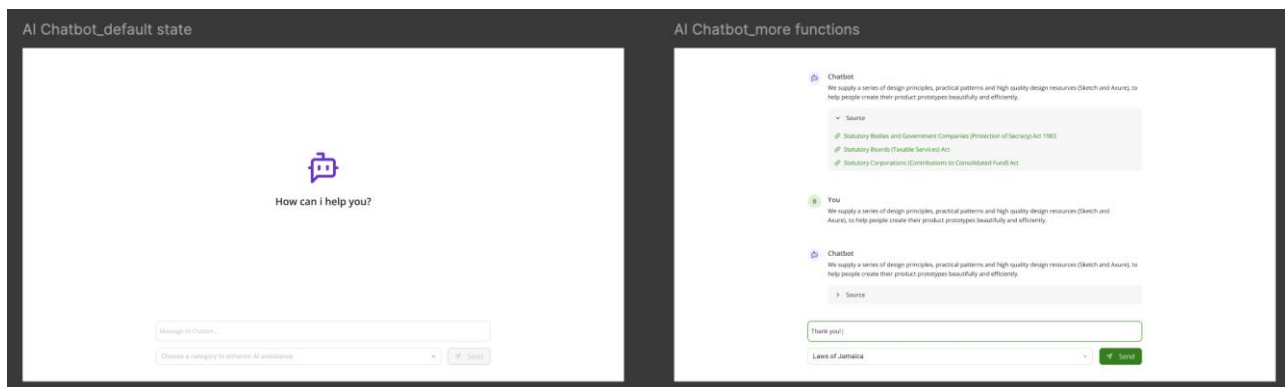 AI Chatbot_default state
How can i help you?
Message AI Chatbot...
Choose a category to enhance AI assistance
Send
AI Chatbot_more functions
Chatbot
We supply a series of design principles, practical patterns and high quality design resources (Sketch and Axure), to
help people create their product prototypes beautifully and efficiently.
Source
Statutory Bodies and Government Companies (Protection of Secrecy) Act 1983
Statutory Boards (Taxable Services) Act
Statutory Corporations (Contributions to Consolidated Fund) Act
B You
We supply a series of design principles, practical patterns and high quality design resources (Sketch and
Axure), to help people create their product prototypes beautifully and efficiently.
Chatbot
We supply a series of design principles, practical patterns and high quality design resources (Sketch and Axure), to
help people create their product prototypes beautifully and efficiently.
Source
Thank you!
Laws of Jamaica
Send